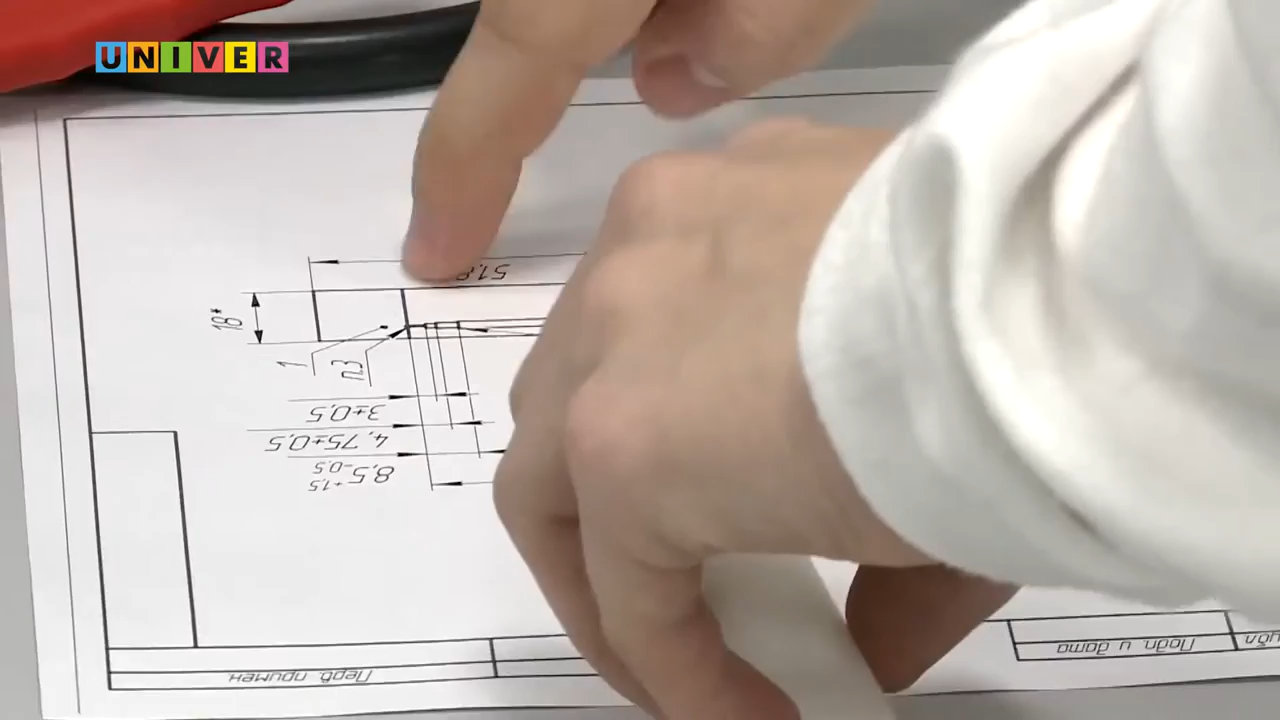 UNIVER
51,8
18*
1
п.3
3±0,5
4,75±0,5
8,5 +1,5 -0,5
Перв. примен.
Подп. и дата